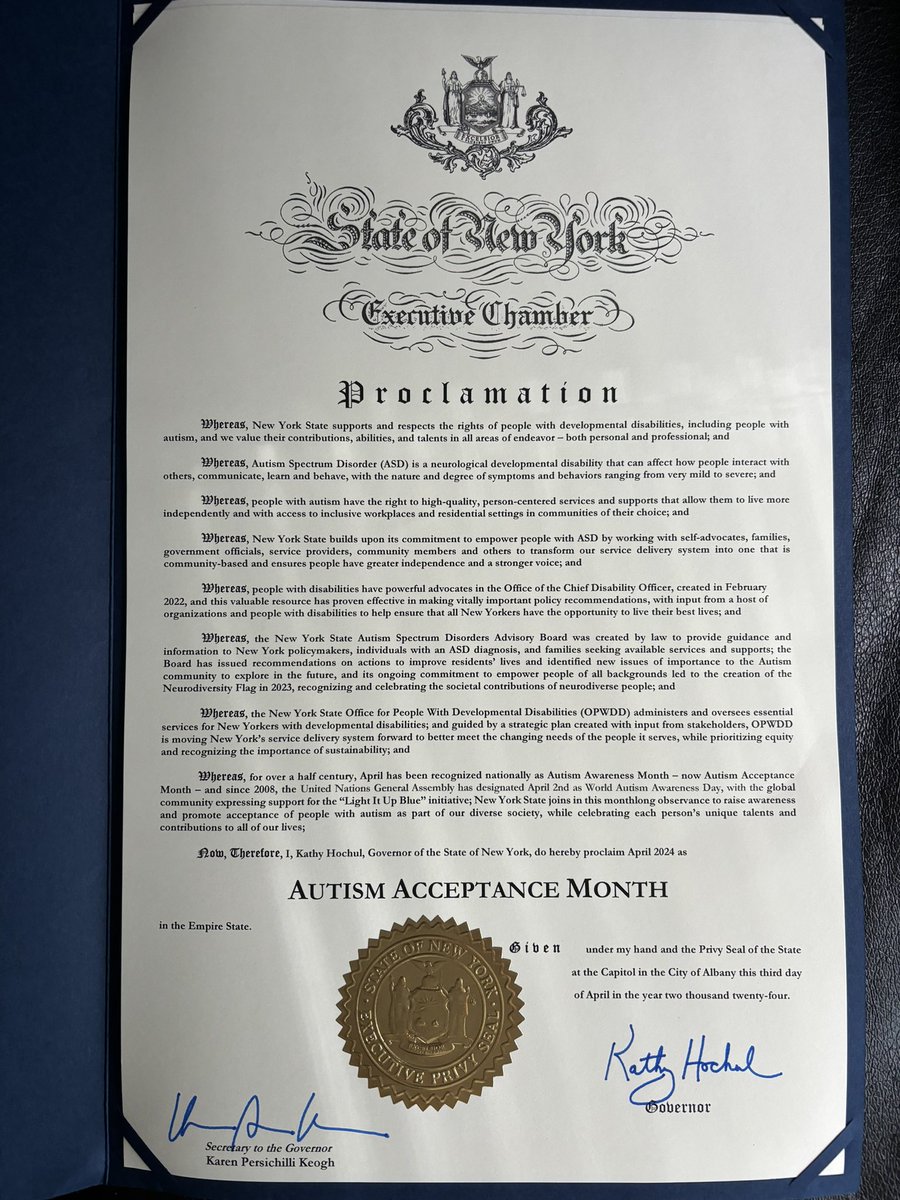 EXCELSIOR
State of New York
Executive Chamber
Proclamation
Whereas, New York State supports and respects the rights of people with developmental disabilities, including people with
autism, and we value their contributions, abilities, and talents in all areas of endeavor – both personal and professional; and
Whereas, Autism Spectrum Disorder (ASD) is a neurological developmental disability that can affect how people interact with
others, communicate, learn and behave, with the nature and degree of symptoms and behaviors ranging from very mild to severe; and
Whereas, people with autism have the right to high-quality, person-centered services and supports that allow them to live more
independently and with access to inclusive workplaces and residential settings in communities of their choice; and
Whereas, New York State builds upon its commitment to empower people with ASD by working with self-advocates, families,
government officials, service providers, community members and others to transform our service delivery system into one that is
community-based and ensures people have greater independence and a stronger voice; and
Whereas, people with disabilities have powerful advocates in the Office of the Chief Disability Officer, created in February
2022, and this valuable resource has proven effective in making vitally important policy recommendations, with input from a host of
organizations and people with disabilities to help ensure that all New Yorkers have the opportunity to live their best lives; and
Whereas, the New York State Autism Spectrum Disorders Advisory Board was created by law to provide guidance and
information to New York policymakers, individuals with an ASD diagnosis, and families seeking available services and supports; the
Board has issued recommendations on actions to improve residents’ lives and identified new issues of importance to the Autism
community to explore in the future, and its ongoing commitment to empower people of all backgrounds led to the creation of the
Neurodiversity Flag in 2023, recognizing and celebrating the societal contributions of neurodiverse people; and
Whereas, the New York State Office for People With Developmental Disabilities (OPWDD) administers and oversees essential
services for New Yorkers with developmental disabilities; and guided by a strategic plan created with input from stakeholders, OPWDD
is moving New York’s service delivery system forward to better meet the changing needs of the people it serves, while prioritizing equity
and recognizing the importance of sustainability; and
Whereas, for over a half century, April has been recognized nationally as Autism Awareness Month – now Autism Acceptance
Month – and since 2008, the United Nations General Assembly has designated April 2nd as World Autism Awareness Day, with the global
community expressing support for the “Light It Up Blue” initiative; New York State joins in this monthlong observance to raise awareness
and promote acceptance of people with autism as part of our diverse society, while celebrating each person’s unique talents and
contributions to all of our lives;
Now, Therefore, I, Kathy Hochul, Governor of the State of New York, do hereby proclaim April 2024 as
AUTISM ACCEPTANCE MONTH
in the Empire State.
Given under my hand and the Privy Seal of the State
at the Capitol in the City of Albany this third day
of April in the year two thousand twenty-four.
STATE OF NEW YORK
EXECUTIVE PRIVY SEAL
EXCELSIOR
Kathy Hochul
Governor
Secretary to the Governor
Karen Persichilli Keogh